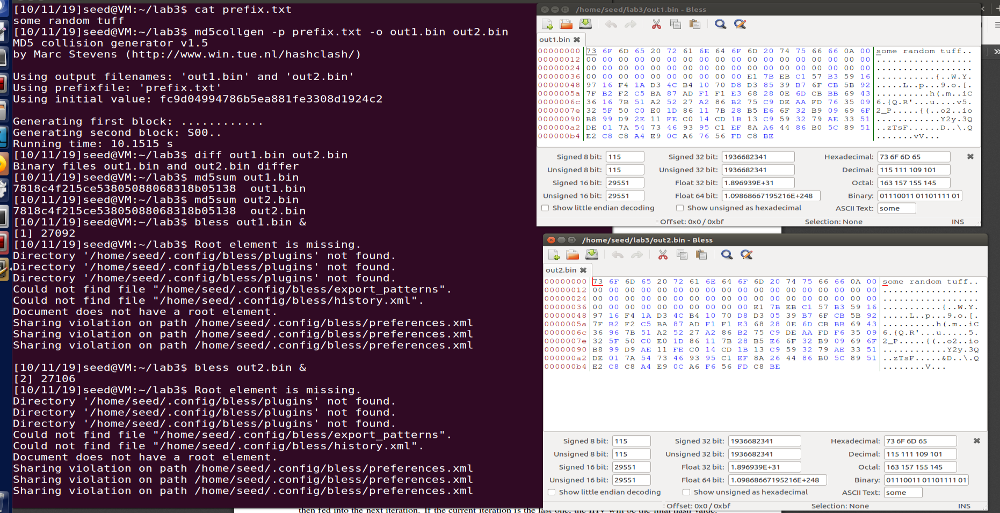 [10/11/19]seed@VM:~/lab3$ cat prefix.txt
some random tuff
[10/11/19]seed@VM:~/lab3$ md5collgen -p prefix.txt -o out1.bin out2.bin
MD5 collision generator v1.5
by Marc Stevens (http://www.win.tue.nl/hashclash/)
Using output filenames: 'out1.bin' and 'out2.bin'
Using prefixfile: 'prefix.txt'
Using initial value: fc9d04994786b5ea881fe3308d1924c2
Generating first block: ............
Generating second block: S00..
Running time: 10.1515 s
[10/11/19]seed@VM:~/lab3$ diff out1.bin out2.bin
Binary files out1.bin and out2.bin differ
[10/11/19]seed@VM:~/lab3$ md5sum out1.bin
7818c4f215ce53805088068318b05138  out1.bin
[10/11/19]seed@VM:~/lab3$ md5sum out2.bin
7818c4f215ce53805088068318b05138  out2.bin
[10/11/19]seed@VM:~/lab3$ bless out1.bin &
[1] 27092
[10/11/19]seed@VM:~/lab3$ Root element is missing.
Directory '/home/seed/.config/bless/plugins' not found.
Directory '/home/seed/.config/bless/plugins' not found.
Directory '/home/seed/.config/bless/plugins' not found.
Could not find file "/home/seed/.config/bless/export_patterns".
Could not find file "/home/seed/.config/bless/history.xml".
Document does not have a root element.
Sharing violation on path /home/seed/.config/bless/preferences.xml
Sharing violation on path /home/seed/.config/bless/preferences.xml
Sharing violation on path /home/seed/.config/bless/preferences.xml
[10/11/19]seed@VM:~/lab3$ bless out2.bin &
[2] 27106
[10/11/19]seed@VM:~/lab3$ Root element is missing.
Directory '/home/seed/.config/bless/plugins' not found.
Directory '/home/seed/.config/bless/plugins' not found.
Directory '/home/seed/.config/bless/plugins' not found.
Could not find file "/home/seed/.config/bless/export_patterns".
Could not find file "/home/seed/.config/bless/history.xml".
Document does not have a root element.
Sharing violation on path /home/seed/.config/bless/preferences.xml
Sharing violation on path /home/seed/.config/bless/preferences.xml
Sharing violation on path /home/seed/.config/bless/preferences.xml
/home/seed/lab3/out1.bin - Bless
out1.bin
00000000 73 6F 6D 65 20 72 61 6E 64 6F 6D 20 74 75 66 66 0A 00 some random tuff..
00000012 00 00 00 00 00 00 00 00 00 00 00 00 00 00 00 00 00 00 ..................
00000024 00 00 00 00 00 00 00 00 00 00 00 00 00 00 00 00 00 00 ..................
00000036 00 00 00 00 00 00 00 00 00 00 E1 7B EB C1 57 B3 59 16 ...........{..W.Y.
00000048 97 16 F4 1A D3 4C B4 10 70 D8 D3 85 39 B7 6F CB 5B 92 .....L..p...9.o.[.
0000005a 7F B2 F2 C5 BA 87 AD F1 F1 E3 68 28 0E 6D CB BB 69 43 ..........h(.m..iC
0000006c 36 16 7B 51 A2 52 27 A2 86 B2 75 C9 DE AA FD 76 35 09 6.{Q.R'...u....v5.
0000007e 32 5F 50 C0 E0 1D 86 11 7B 28 B5 E6 6F 32 B9 09 69 6F 2_P.....{(..o2..io
00000090 B8 99 D9 2E 11 FE C0 14 CD 1B 13 C9 59 32 79 AE 33 51 ............Y2y.3Q
000000a2 DE 01 7A 54 73 46 93 95 C1 EF 8A A6 44 86 B0 5C 89 51 ..zTsF......D..\.Q
000000b4 E2 C8 C8 A4 E9 0C A6 76 56 FD C8 BE .......vV...
Signed 8 bit: 115 Signed 32 bit: 1936682341 Hexadecimal: 73 6F 6D 65
Unsigned 8 bit: 115 Unsigned 32 bit: 1936682341 Decimal: 115 111 109 101
Signed 16 bit: 29551 Float 32 bit: 1.896939E+31 Octal: 163 157 155 145
Unsigned 16 bit: 29551 Float 64 bit: 1.09868667195216E+248 Binary: 01110011 01101111 01
Show little endian decoding Show unsigned as hexadecimal ASCII Text: some
Offset: 0x0 / 0xbf Selection: None INS
/home/seed/lab3/out2.bin - Bless
out2.bin
00000000 73 6F 6D 65 20 72 61 6E 64 6F 6D 20 74 75 66 66 0A 00 some random tuff..
00000012 00 00 00 00 00 00 00 00 00 00 00 00 00 00 00 00 00 00 ..................
00000024 00 00 00 00 00 00 00 00 00 00 00 00 00 00 00 00 00 00 ..................
00000036 00 00 00 00 00 00 00 00 00 00 E1 7B EB C1 57 B3 59 16 ...........{..W.Y.
00000048 97 16 F4 1A D3 4C B4 10 70 D8 D3 05 39 B7 6F CB 5B 92 .....L..p...9.o.[.
0000005a 7F B2 F2 C5 BA 87 AD F1 F1 E3 68 28 0E 6D CB BB 69 43 ..........h(.m..iC
0000006c 36 96 7B 51 A2 52 27 A2 86 B2 75 C9 DE AA FD F6 35 09 6.{Q.R'...u.....5.
0000007e 32 5F 50 C0 E0 1D 86 11 7B 28 B5 E6 6F 32 B9 09 69 6F 2_P.....{(..o2..io
00000090 B8 99 D9 AE 11 FE C0 14 CD 1B 13 C9 59 32 79 AE 33 51 ............Y2y.3Q
000000a2 DE 01 7A 54 73 46 93 95 C1 EF 8A 26 44 86 B0 5C 89 51 ..zTsF.....&D..\.Q
000000b4 E2 C8 C8 A4 E9 0C A6 F6 56 FD C8 BE ........V...
Signed 8 bit: 115 Signed 32 bit: 1936682341 Hexadecimal: 73 6F 6D 65
Unsigned 8 bit: 115 Unsigned 32 bit: 1936682341 Decimal: 115 111 109 101
Signed 16 bit: 29551 Float 32 bit: 1.896939E+31 Octal: 163 157 155 145
Unsigned 16 bit: 29551 Float 64 bit: 1.09868667195216E+248 Binary: 01110011 01101111 01
Show little endian decoding Show unsigned as hexadecimal ASCII Text: some
Offset: 0x0 / 0xbf Selection: None INS
then fed into the next iteration. If the current iteration is the last one, the IHV will be the final hash value.